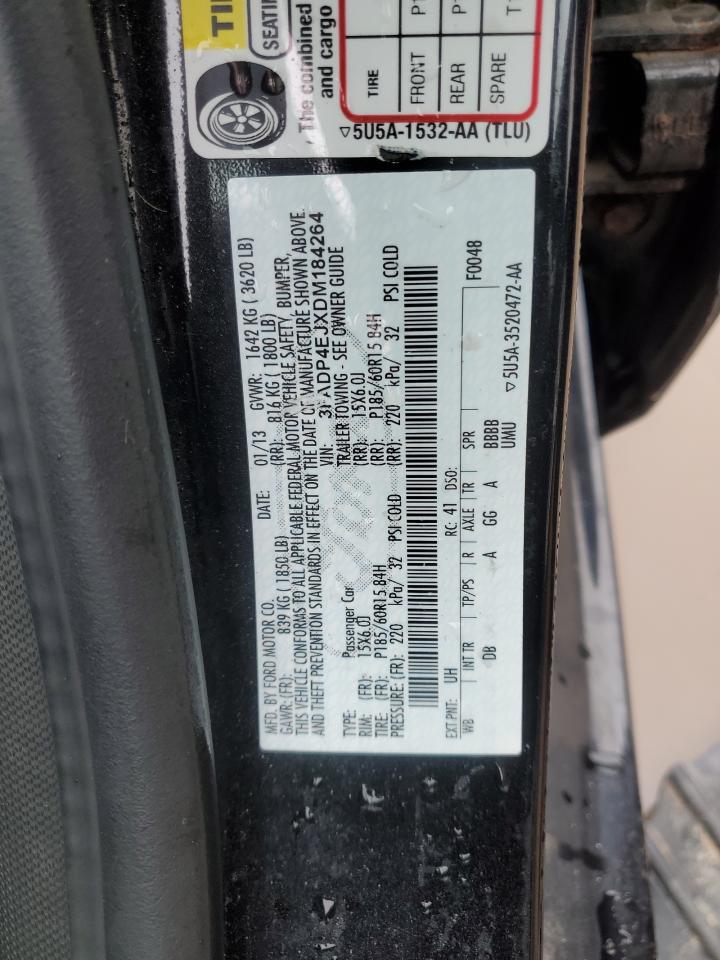 TIR
SEATIN
The combined
and cargo
TIRE
FRONT P1
REAR P1
SPARE T1
▽5U5A-1532-AA (TLU)
MFD. BY FORD MOTOR CO. DATE: 01/13 GVWR: 1642 KG ( 3620 LB)
GAWR: (FR): 839 KG ( 1850 LB) (RR): 816 KG ( 1800 LB)
THIS VEHICLE CONFORMS TO ALL APPLICABLE FEDERAL MOTOR VEHICLE SAFETY, BUMPER,
AND THEFT PREVENTION STANDARDS IN EFFECT ON THE DATE OF MANUFACTURE SHOWN ABOVE.
VIN: 3FADP4EJXDM184264
TYPE: Passenger Car TRAILER TOWING - SEE OWNER GUIDE
RIM: (FR): 15X6.0J (RR): 15X6.0J
TIRE: (FR): P185/60R15 84H (RR): P185/60R15 84H
PRESSURE: (FR): 220 kPa/ 32 PSI COLD (RR): 220 kPa/ 32 PSI COLD
EXT PNT: UH RC: 41 DSO: F0048
WB INT TR TP/PS R AXLE TR SPR
DB A GG A BBBB
UMU
▽5U5A-3520472-AA